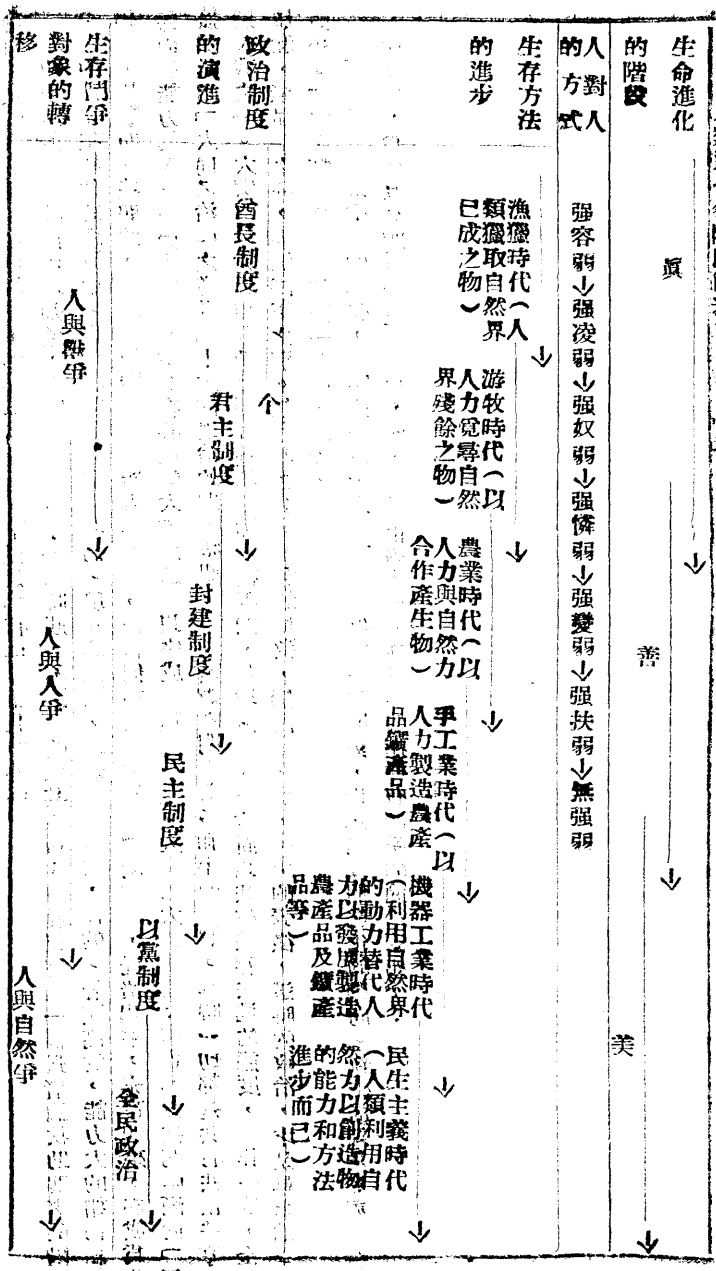 生命進化
的階段
眞
善
美
人對人
的方式
强容弱↓强凌弱↓强奴弱↓强憐弱↓强變弱↓强扶弱↓無强弱
生存方法
的進步
漁獵時代（人
類獵取自然界
已成之物）
游牧時代（以
人力覓尋自然
界殘餘之物）
農業時代（以
人力與自然力
合作產生物）
手工業時代（以
人力製造農產
品鑛產品）
機器工業時代
（利用自然界
的動力替代人
力以發展製造
農產品及鑛產
品等）
民生主義時代
（人類利用自
然力以創造物
的能力和方法
進步而已）
政治制度
的演進
酋長制度
君主制度
封建制度
民主制度
以黨制度
全民政治
生存鬥爭
對象的轉
移
人與獸爭
人與人爭
人與自然爭